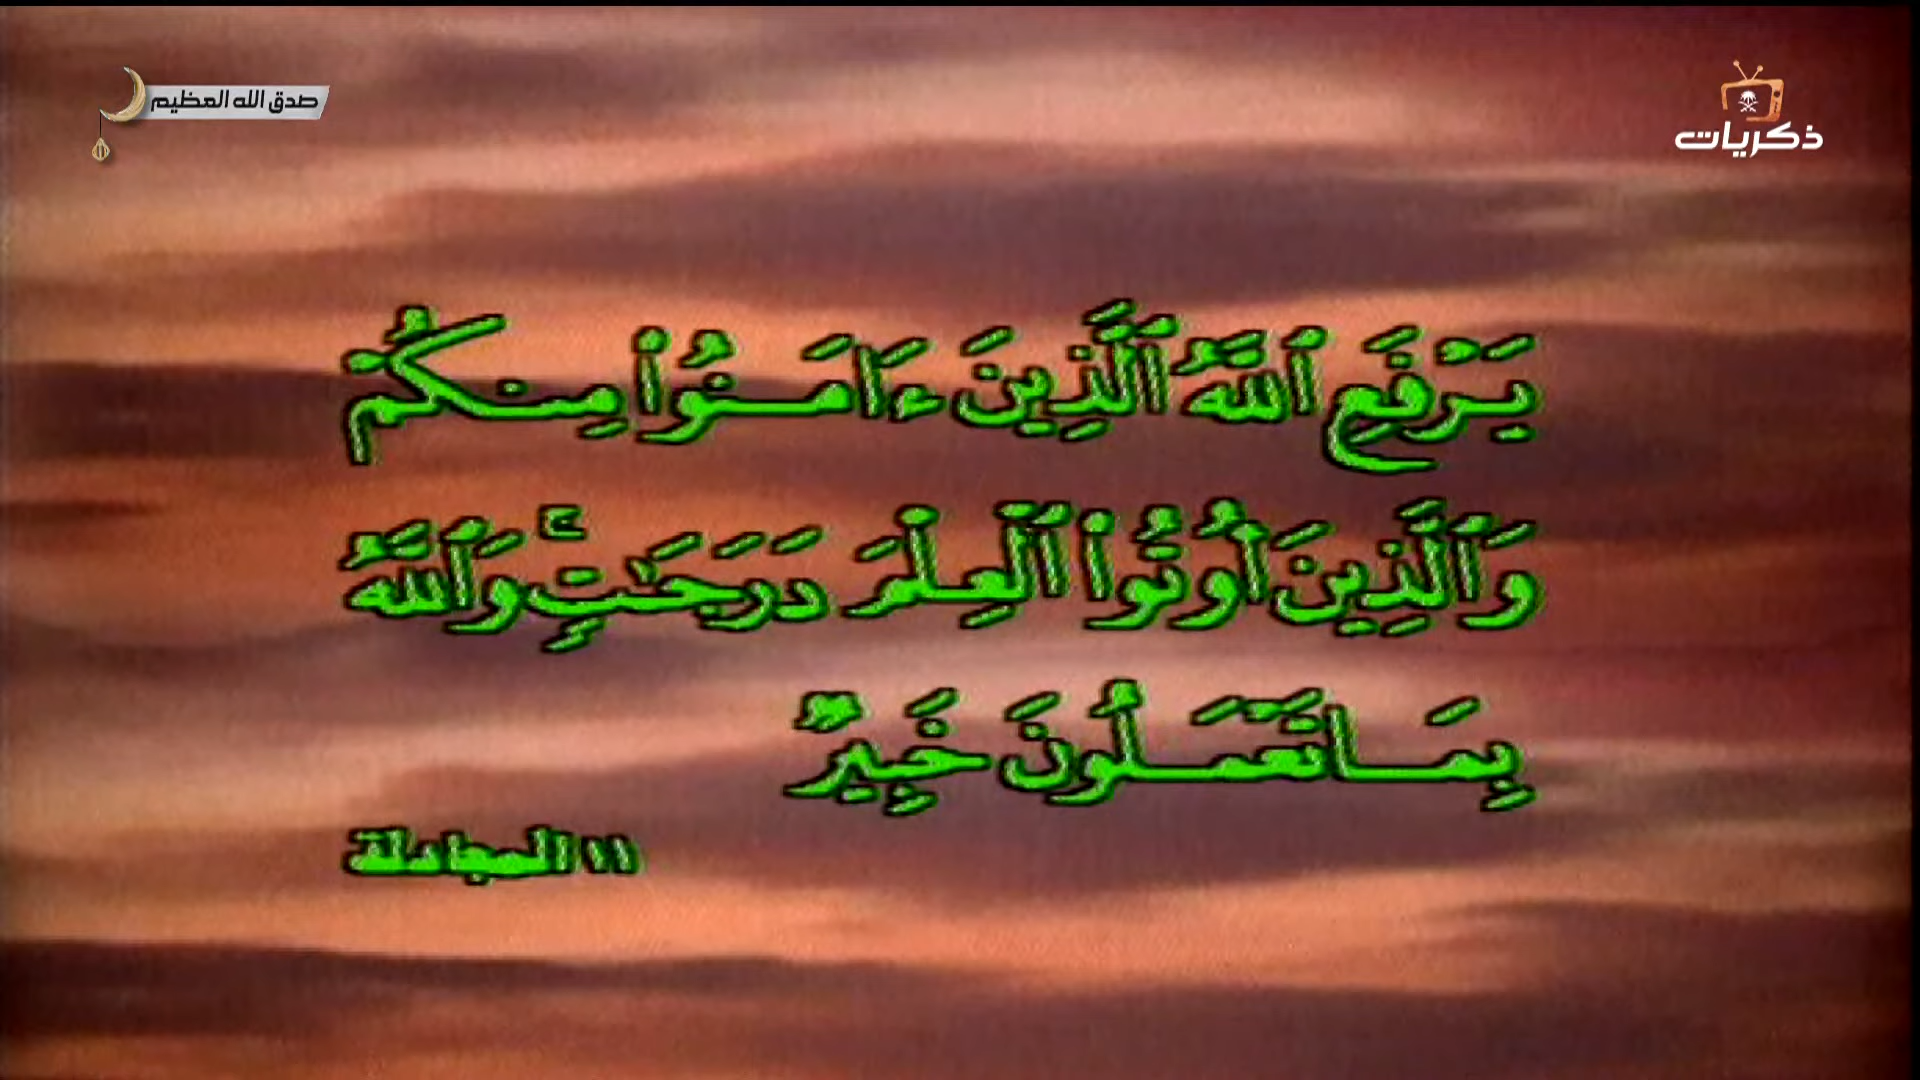 صدق الله العظيم
ذكريات
يَرْفَعِ ٱللَّهُ ٱلَّذِينَ ءَامَنُوا۟ مِنكُمْ
وَٱلَّذِينَ أُوتُوا۟ ٱلْعِلْمَ دَرَجَـٰتٍۢ وَٱللَّهُ
بِمَا تَعْمَلُونَ خَبِيرٌ
١١ المجادلة